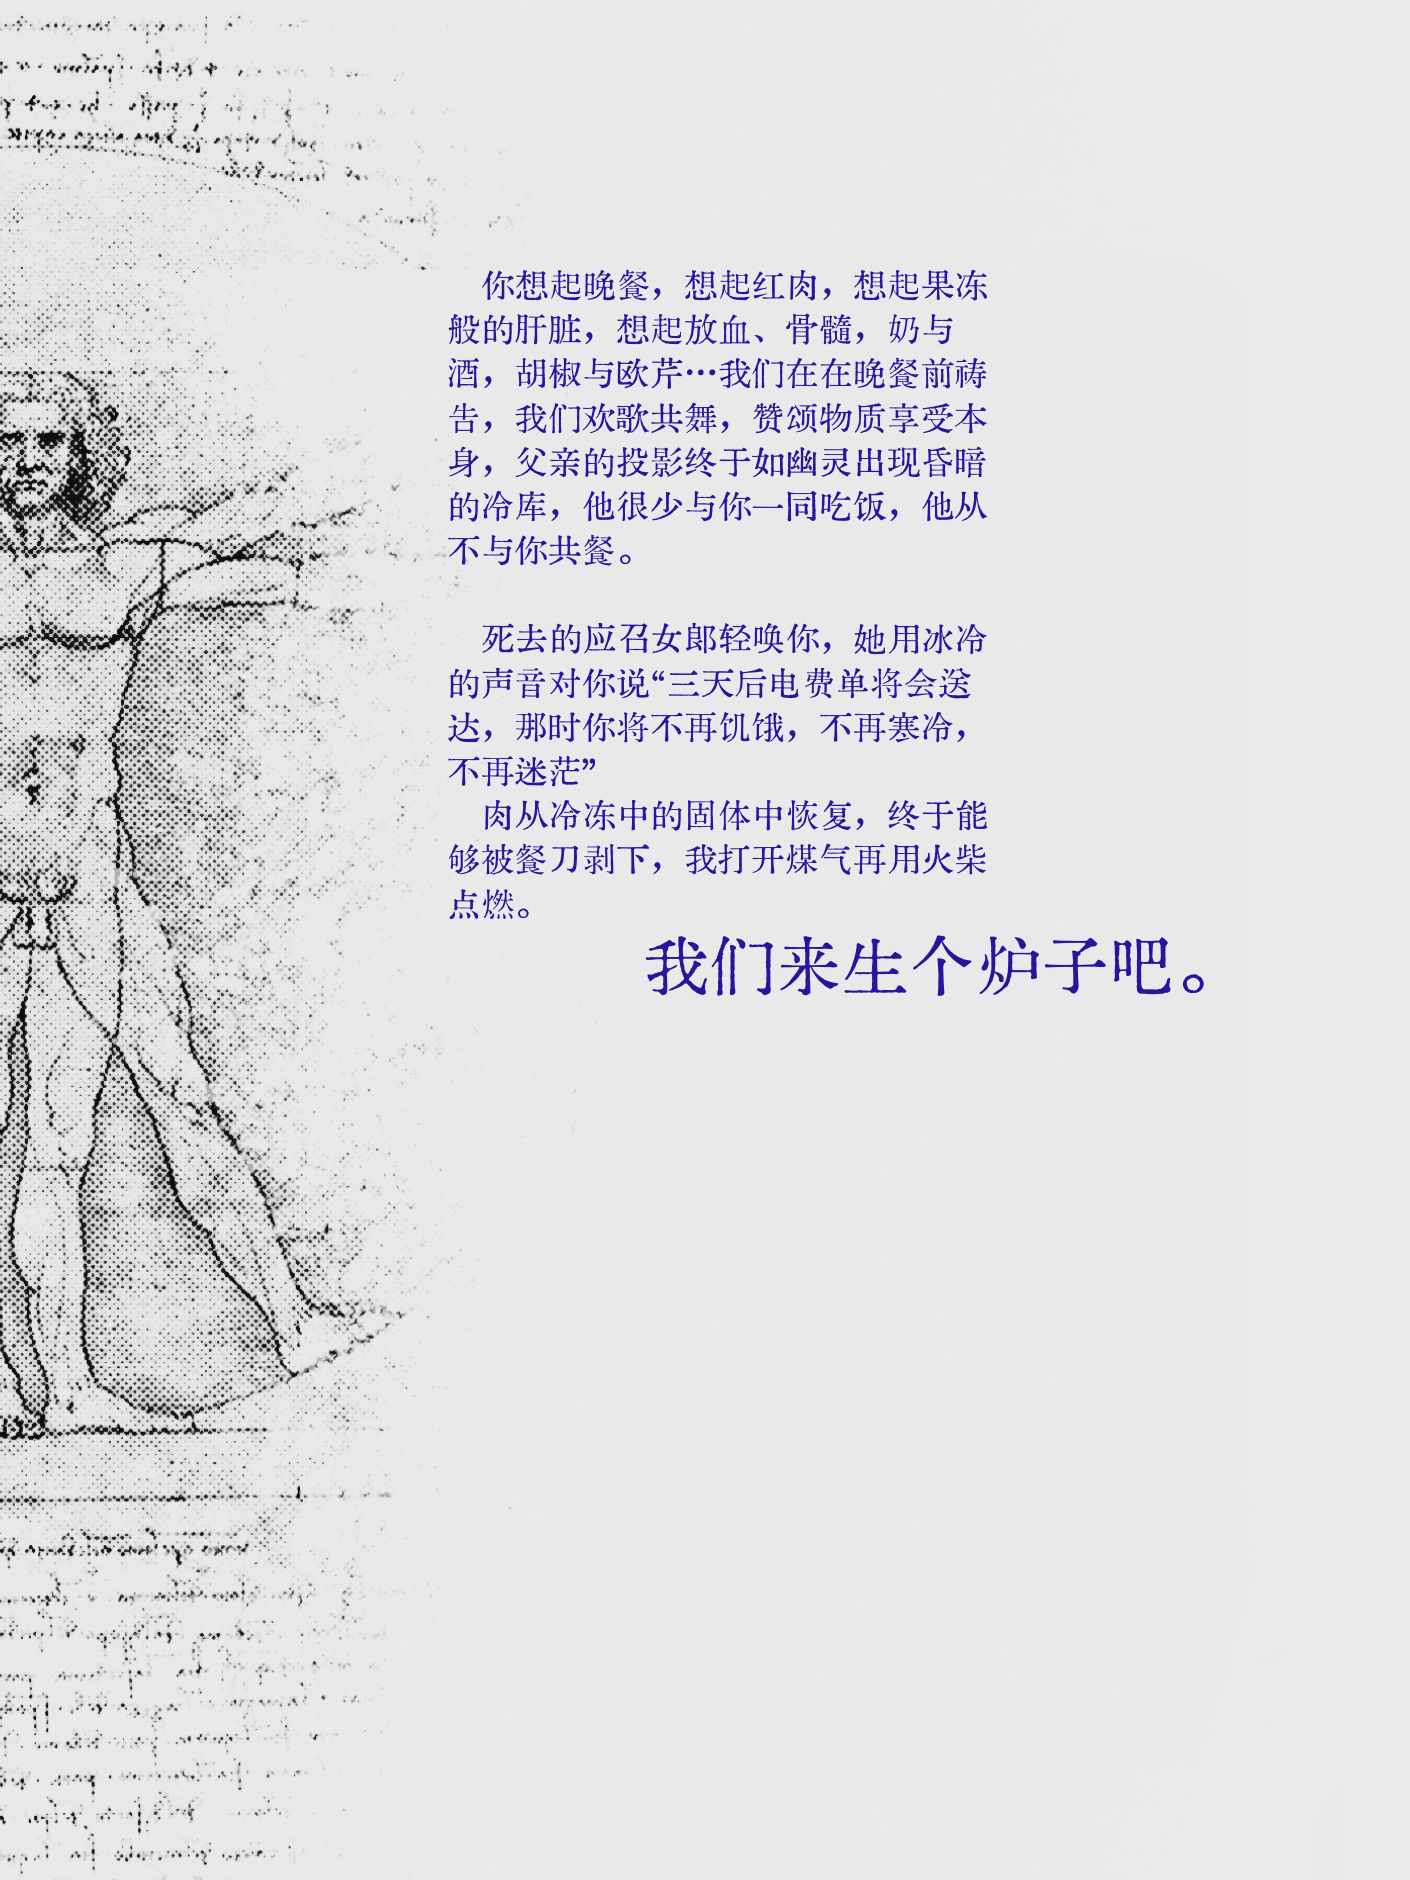 你想起晚餐，想起红肉，想起果冻
般的肝脏，想起放血、骨髓，奶与
酒，胡椒与欧芹…我们在在晚餐前祷
告，我们欢歌共舞，赞颂物质享受本
身，父亲的投影终于如幽灵出现昏暗
的冷库，他很少与你一同吃饭，他从
不与你共餐。
死去的应召女郎轻唤你，她用冰冷
的声音对你说“三天后电费单将会送
达，那时你将不再饥饿，不再寒冷，
不再迷茫”
肉从冷冻中的固体中恢复，终于能
够被餐刀剥下，我打开煤气再用火柴
点燃。
我们来生个炉子吧。